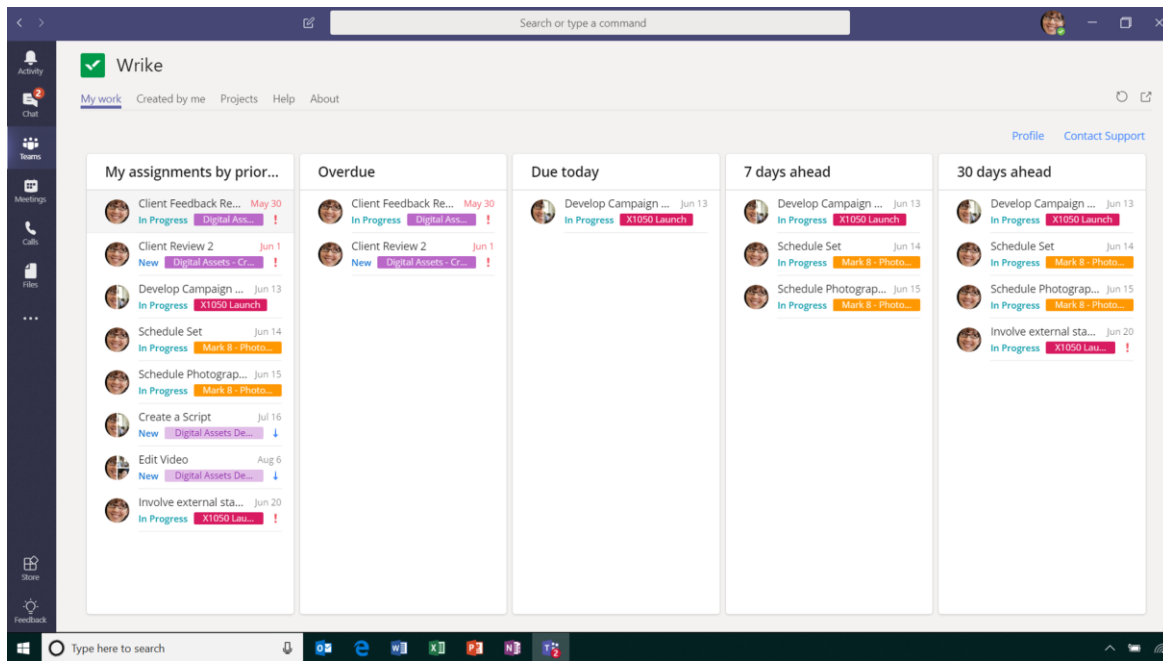 Search or type a command
Activity
2
Chat
Teams
Meetings
Calls
Files
Store
Feedback
Wrike
My work Created by me Projects Help About
Profile Contact Support
My assignments by prior...
Client Feedback Re... May 30
In Progress Digital Ass... !
Client Review 2 Jun 1
New Digital Assets - Cr... !
Develop Campaign ... Jun 13
In Progress X1050 Launch
Schedule Set Jun 14
In Progress Mark 8 - Photo...
Schedule Photograp... Jun 15
In Progress Mark 8 - Photo...
Create a Script Jul 16
New Digital Assets De... ↓
Edit Video Aug 6
New Digital Assets De... ↓
Involve external sta... Jun 20
In Progress X1050 Lau... !
Overdue
Client Feedback Re... May 30
In Progress Digital Ass... !
Client Review 2 Jun 1
New Digital Assets - Cr... !
Due today
Develop Campaign ... Jun 13
In Progress X1050 Launch
7 days ahead
Develop Campaign ... Jun 13
In Progress X1050 Launch
Schedule Set Jun 14
In Progress Mark 8 - Photo...
Schedule Photograp... Jun 15
In Progress Mark 8 - Photo...
30 days ahead
Develop Campaign ... Jun 13
In Progress X1050 Launch
Schedule Set Jun 14
In Progress Mark 8 - Photo...
Schedule Photograp... Jun 15
In Progress Mark 8 - Photo...
Involve external sta... Jun 20
In Progress X1050 Lau... !
Type here to search